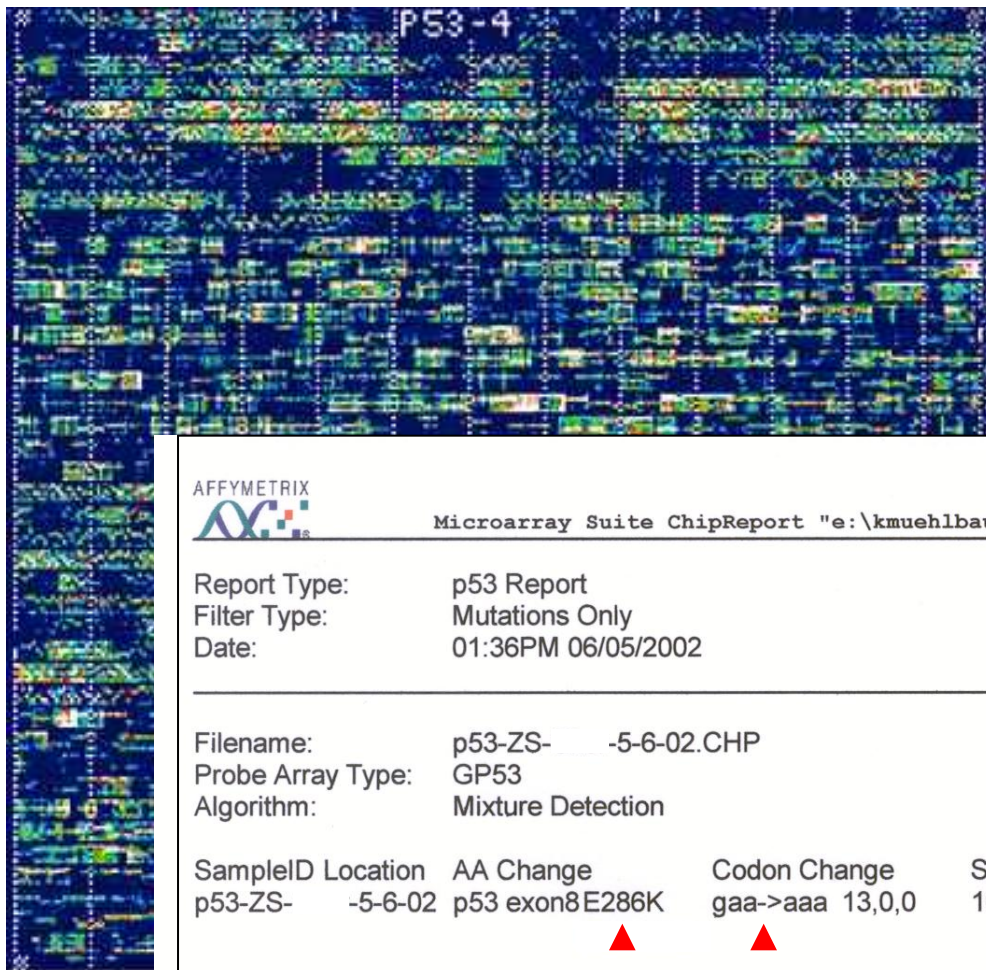 P53-4
AFFYMETRIX
Microarray Suite ChipReport "e:\kmuehlbau
Report Type: p53 Report
Filter Type: Mutations Only
Date: 01:36PM 06/05/2002
Filename: p53-ZS- -5-6-02.CHP
Probe Array Type: GP53
Algorithm: Mixture Detection
SampleID Location AA Change Codon Change S
p53-ZS- -5-6-02 p53 exon8 E286K gaa->aaa 13,0,0 1